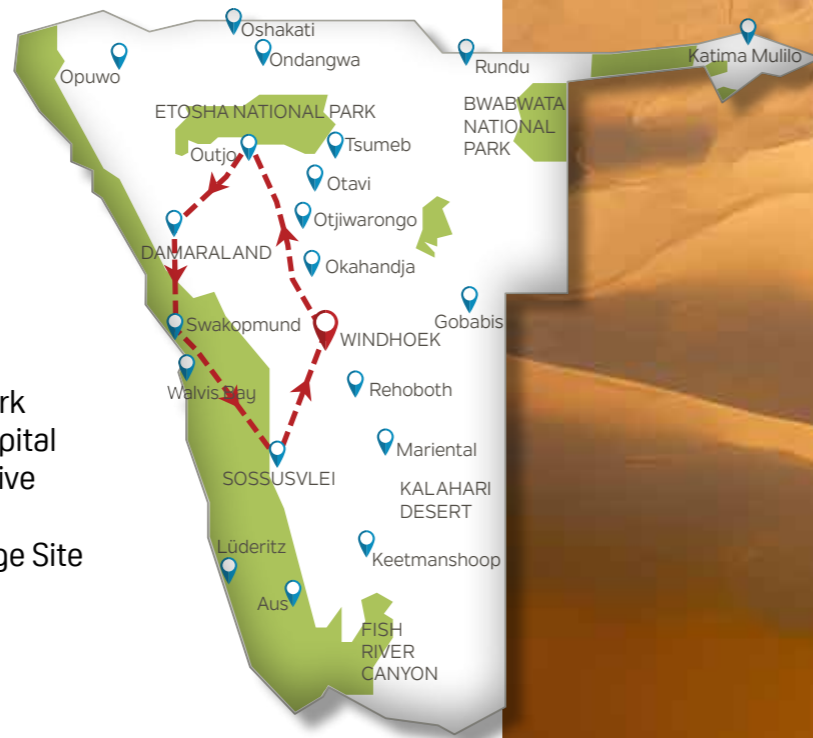 Oshakati
Ondangwa
Opuwo
Rundu
Katima Mulilo
ETOSHA NATIONAL PARK
BWABWATA
NATIONAL
PARK
Outjo
Tsumeb
Otavi
Otjiwarongo
DAMARALAND
Okahandja
Swakopmund
WINDHOEK
Gobabis
Walvis Bay
Rehoboth
Mariental
SOSSUSVLEI
KALAHARI
DESERT
Lüderitz
Keetmanshoop
Aus
FISH
RIVER
CANYON
rk
pital
ive
ge Site